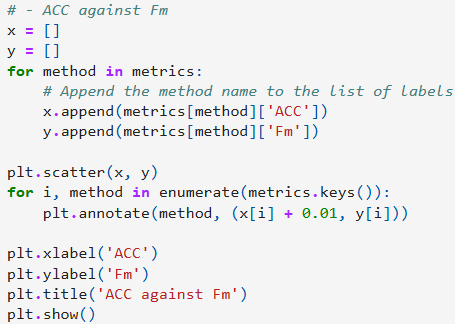 # - ACC against Fm
x = []
y = []
for method in metrics:
    # Append the method name to the list of labels
    x.append(metrics[method]['ACC'])
    y.append(metrics[method]['Fm'])

plt.scatter(x, y)
for i, method in enumerate(metrics.keys()):
    plt.annotate(method, (x[i] + 0.01, y[i]))

plt.xlabel('ACC')
plt.ylabel('Fm')
plt.title('ACC against Fm')
plt.show()